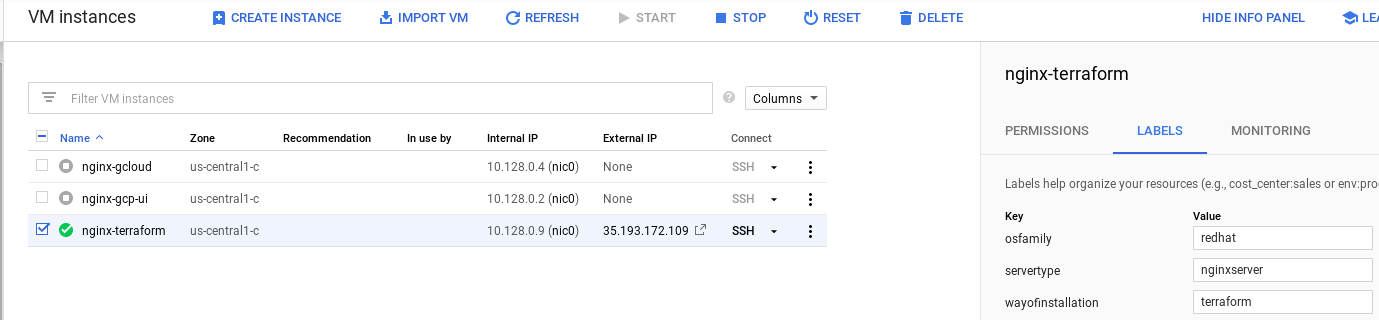 VM instances CREATE INSTANCE IMPORT VM REFRESH START STOP RESET DELETE HIDE INFO PANEL LEA
nginx-terraform
Filter VM instances Columns
PERMISSIONS LABELS MONITORING
Name Zone Recommendation In use by Internal IP External IP Connect
nginx-gcloud us-central1-c 10.128.0.4 (nic0) None SSH
Labels help organize your resources (e.g., cost_center:sales or env:pro
nginx-gcp-ui us-central1-c 10.128.0.2 (nic0) None SSH
Key Value
nginx-terraform us-central1-c 10.128.0.9 (nic0) 35.193.172.109 SSH
osfamily redhat
servertype nginxserver
wayofinstallation terraform